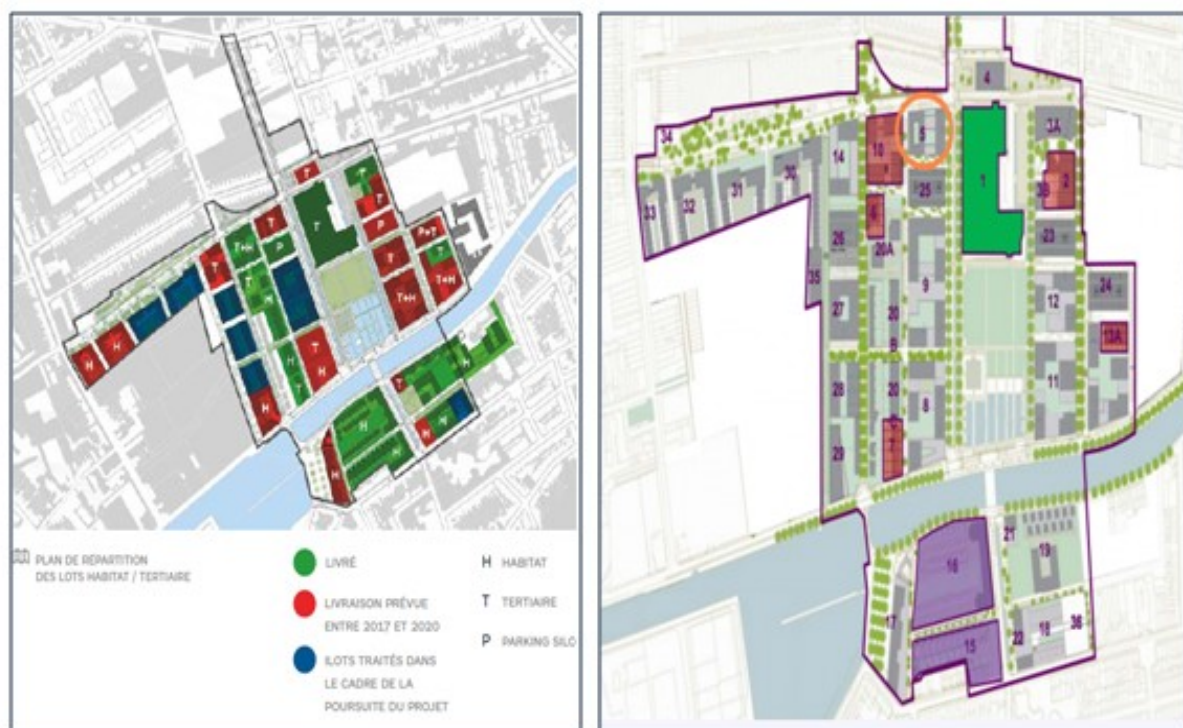 T
T
T
T
T
T+H
P
T
P
P+T
T
T
T
T
H
T+H
T+H
H
H
H
T
T
H
H
H
T
H
T
H
H
H
H
H
PLAN DE RÉPARTITION
DES LOTS HABITAT / TERTIAIRE
LIVRÉ
LIVRAISON PRÉVUE
ENTRE 2017 ET 2020
ILOTS TRAITÉS DANS
LE CADRE DE LA
POURSUITE DU PROJET
H HABITAT
T TERTIAIRE
P PARKING SILO
4
34
10
5
3A
14
30
1
2
3B
31
25
32
33
6
26
20A
23
35
9
24
27
20
12
13A
B
28
20
11
8
7
29
16
21
19
17
15
22
18
36